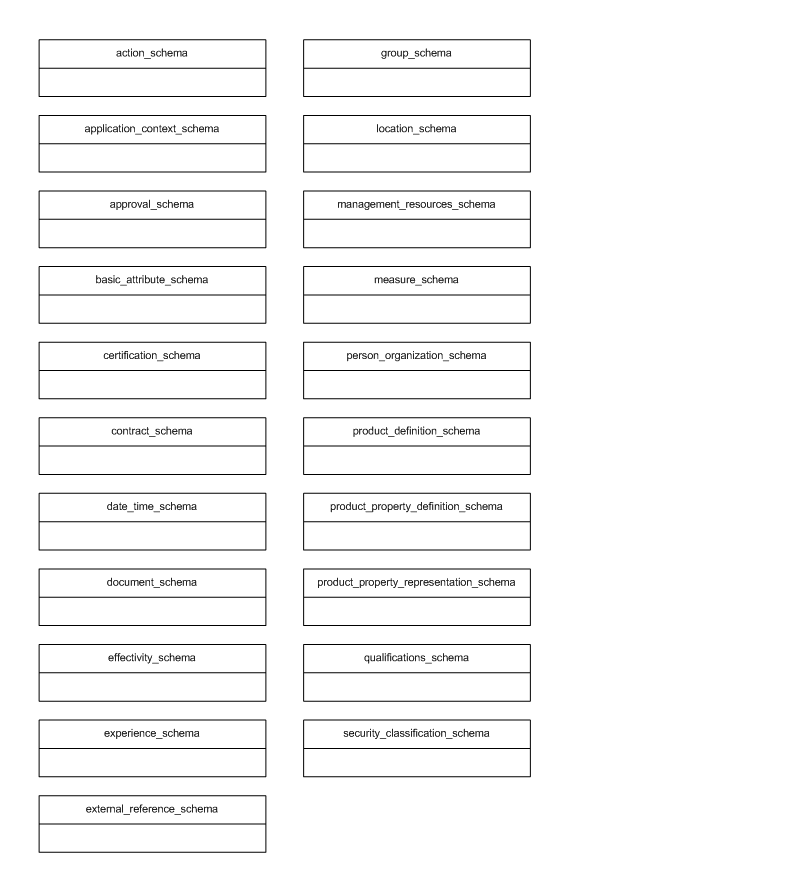 action_schema
application_context_schema
approval_schema
basic_attribute_schema
certification_schema
contract_schema
date_time_schema
document_schema
effectivity_schema
experience_schema
external_reference_schema
group_schema
location_schema
management_resources_schema
measure_schema
person_organization_schema
product_definition_schema
product_property_definition_schema
product_property_representation_schema
qualifications_schema
security_classification_schema